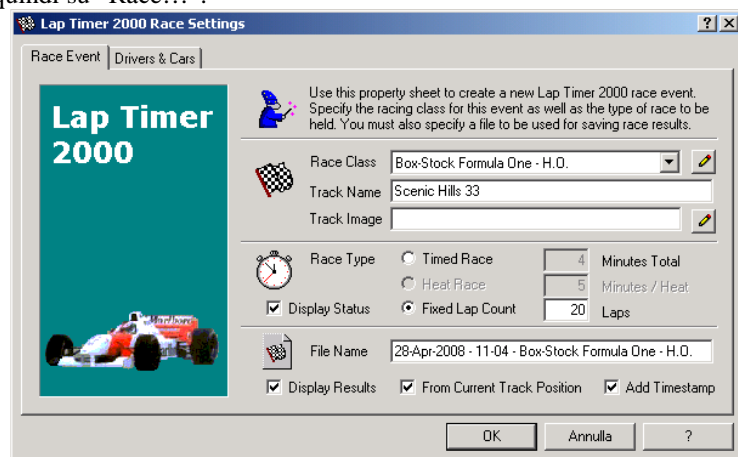 quindi su "Race…".
Lap Timer 2000 Race Settings
Race Event
Drivers & Cars
Lap Timer
2000
Use this property sheet to create a new Lap Timer 2000 race event.
Specify the racing class for this event as well as the type of race to be
held. You must also specify a file to be used for saving race results.
Race Class
Box-Stock Formula One - H.O.
Track Name
Scenic Hills 33
Track Image
Race Type
Timed Race
4
Minutes Total
Heat Race
5
Minutes / Heat
Display Status
Fixed Lap Count
20
Laps
File Name
28-Apr-2008 - 11-04 - Box-Stock Formula One - H.O.
Display Results
From Current Track Position
Add Timestamp
OK
Annulla
?